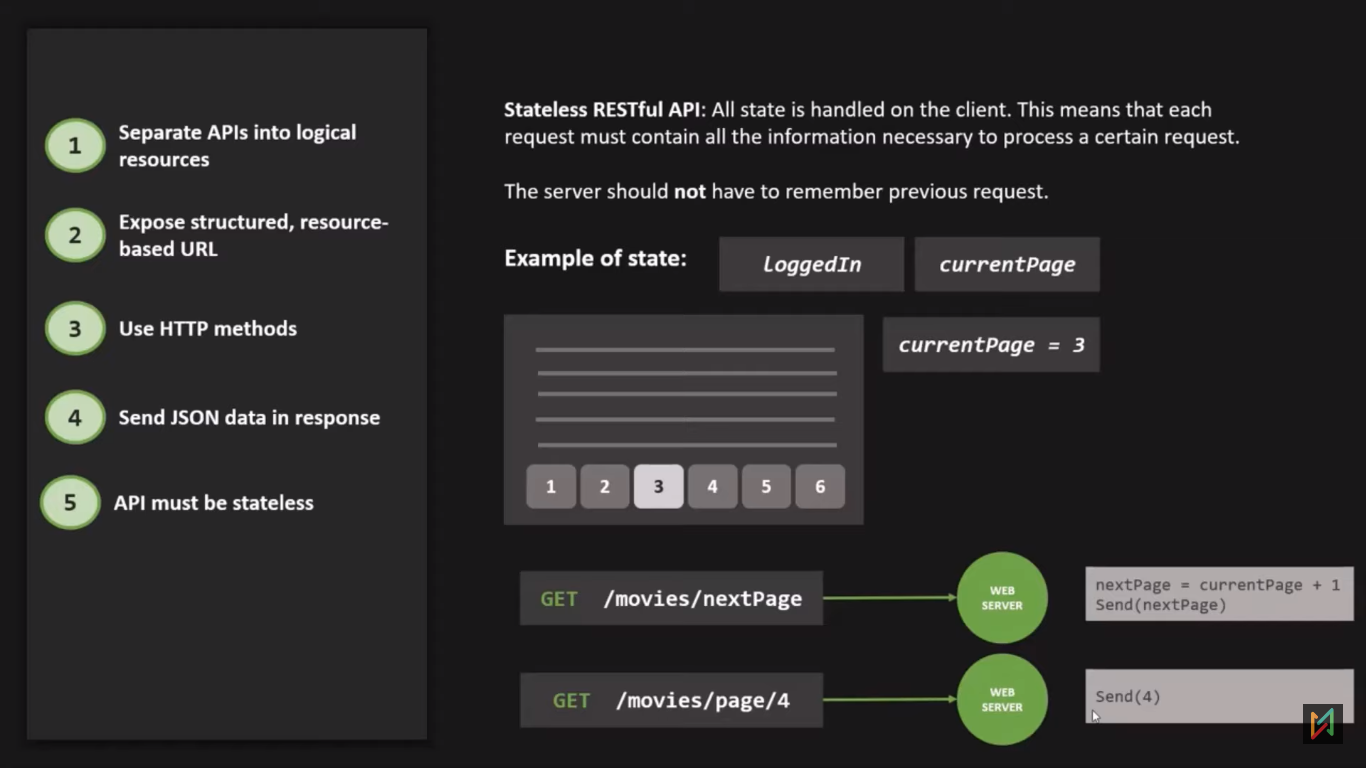 1
Separate APIs into logical
resources
2
Expose structured, resource-
based URL
3
Use HTTP methods
4
Send JSON data in response
5
API must be stateless
Stateless RESTful API: All state is handled on the client. This means that each
request must contain all the information necessary to process a certain request.
The server should not have to remember previous request.
Example of state:
loggedIn
currentPage
currentPage = 3
1 2 3 4 5 6
GET /movies/nextPage
WEB
SERVER
nextPage = currentPage + 1
Send(nextPage)
GET /movies/page/4
WEB
SERVER
Send(4)